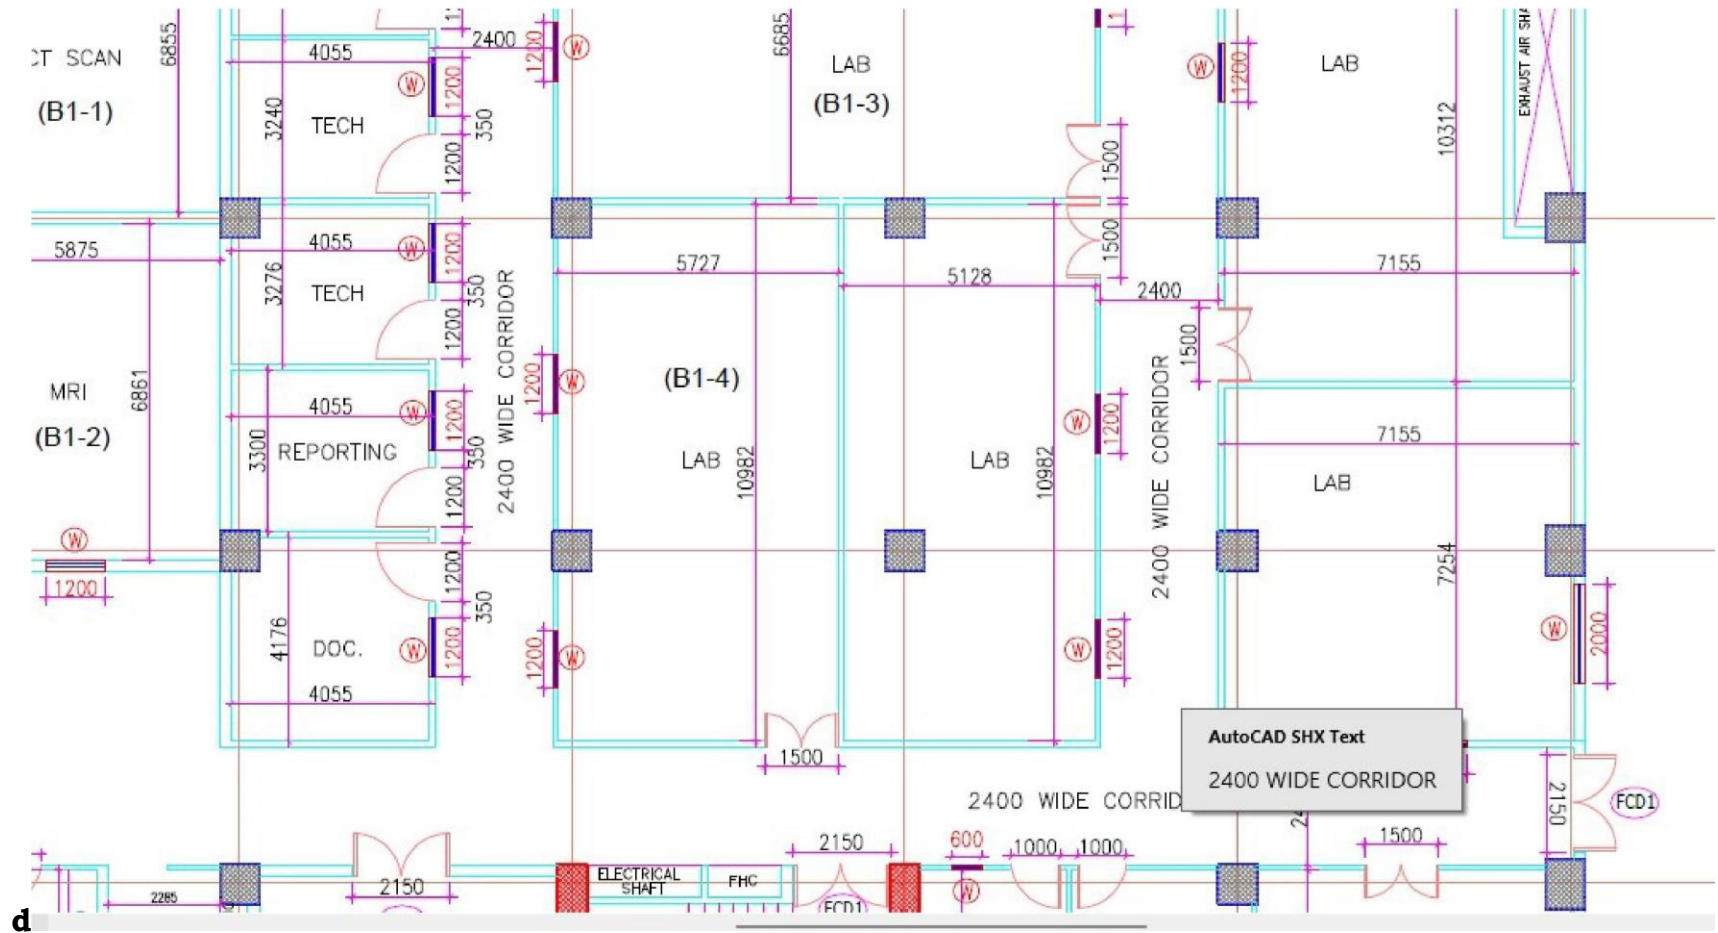 6855
4055
2400
1200
W
6685
LAB
(B1-3)
W
1200
LAB
EXHAUST AIR SHA
CT SCAN
(B1-1)
W
1200
3240
TECH
350
1200
1500
10312
5875
4055
W
1200
5727
5128
1500
7155
2400
3276
TECH
350
1200
1500
MRI
(B1-2)
6861
4055
W
1200
1200
W
(B1-4)
W
1200
7155
3300
REPORTING
350
1200
2400 WIDE CORRIDOR
LAB
10982
LAB
10982
2400 WIDE CORRIDOR
LAB
7254
W
1200
1200
350
4176
DOC.
W
1200
4055
1200
W
W
1200
W
2000
1500
AutoCAD SHX Text
2400 WIDE CORRIDOR
2400 WIDE CORRID
2150
FCD1
2150
600
1000
1000
1500
W
ELECTRICAL
SHAFT
FHC
2150
2285
FCD1
d